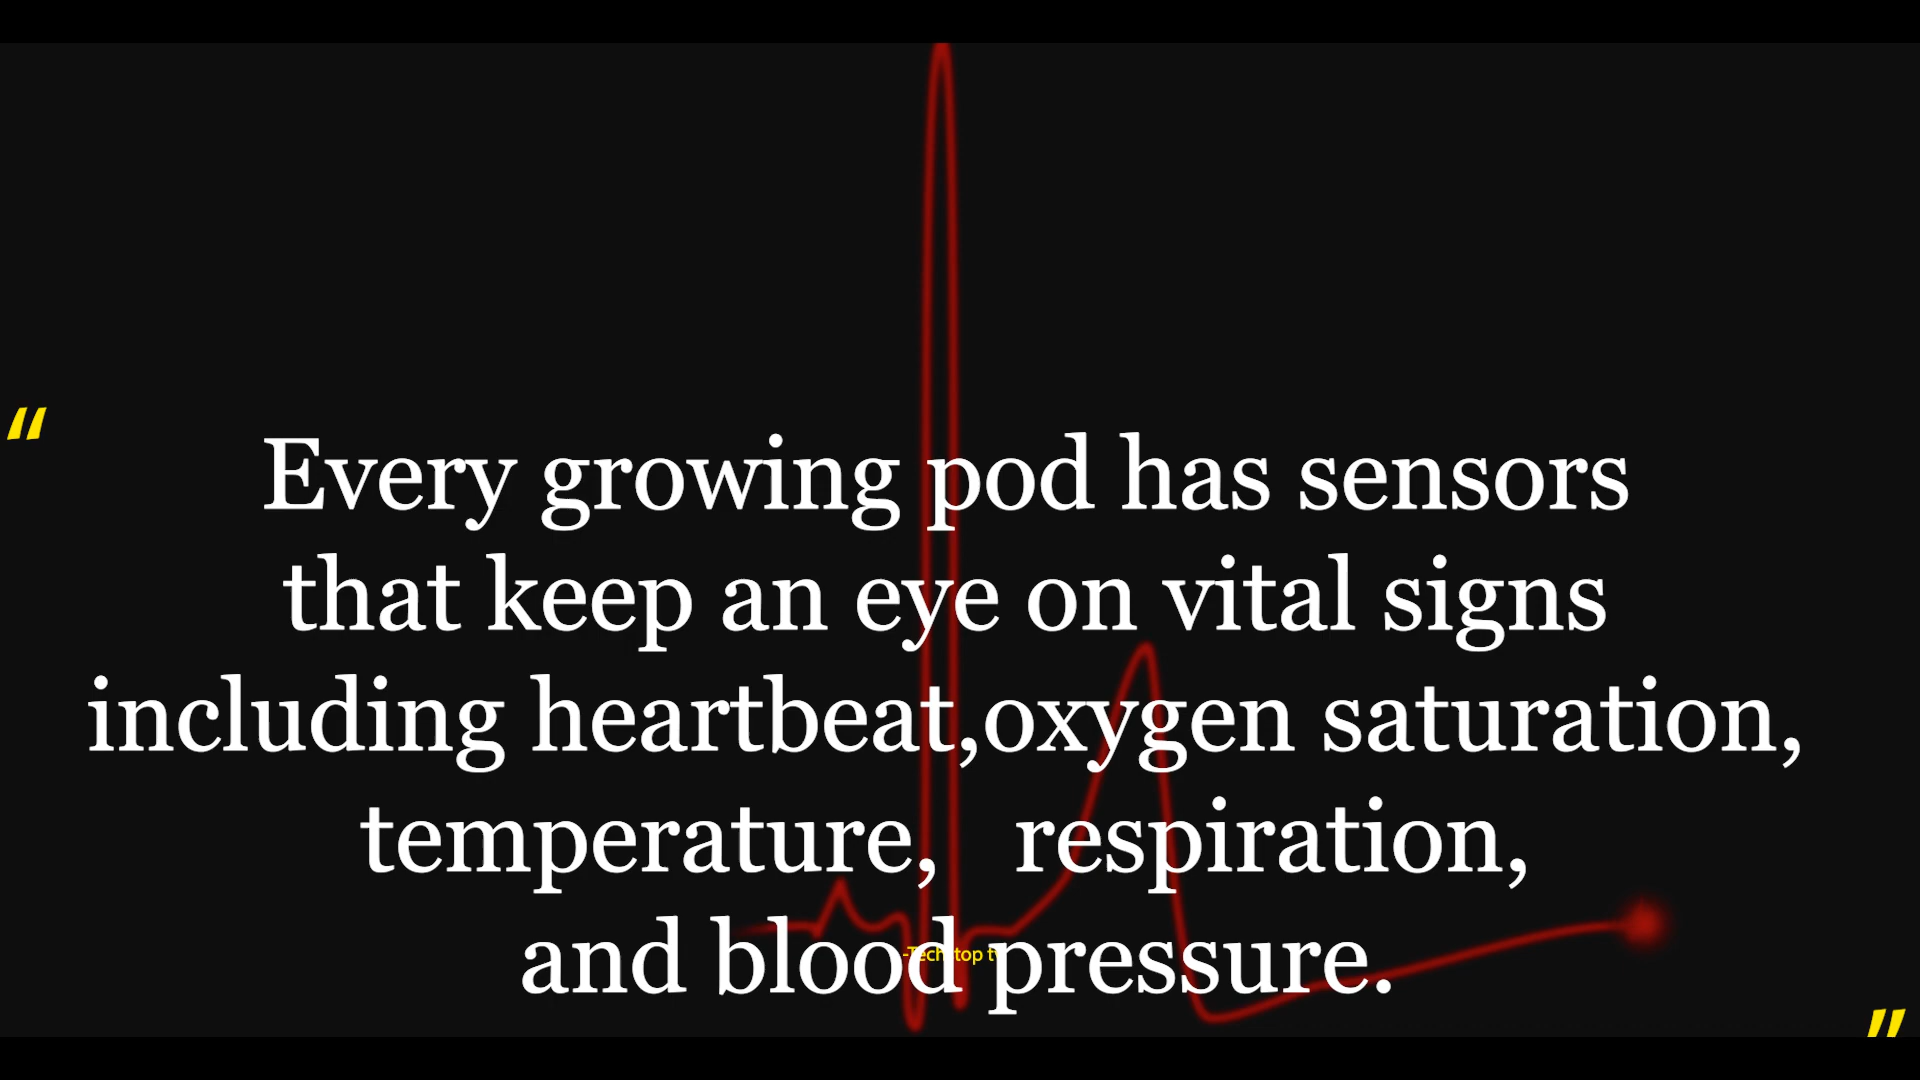 “
Every growing pod has sensors
that keep an eye on vital signs
including heartbeat,oxygen saturation,
temperature,   respiration,
and blood pressure.
”